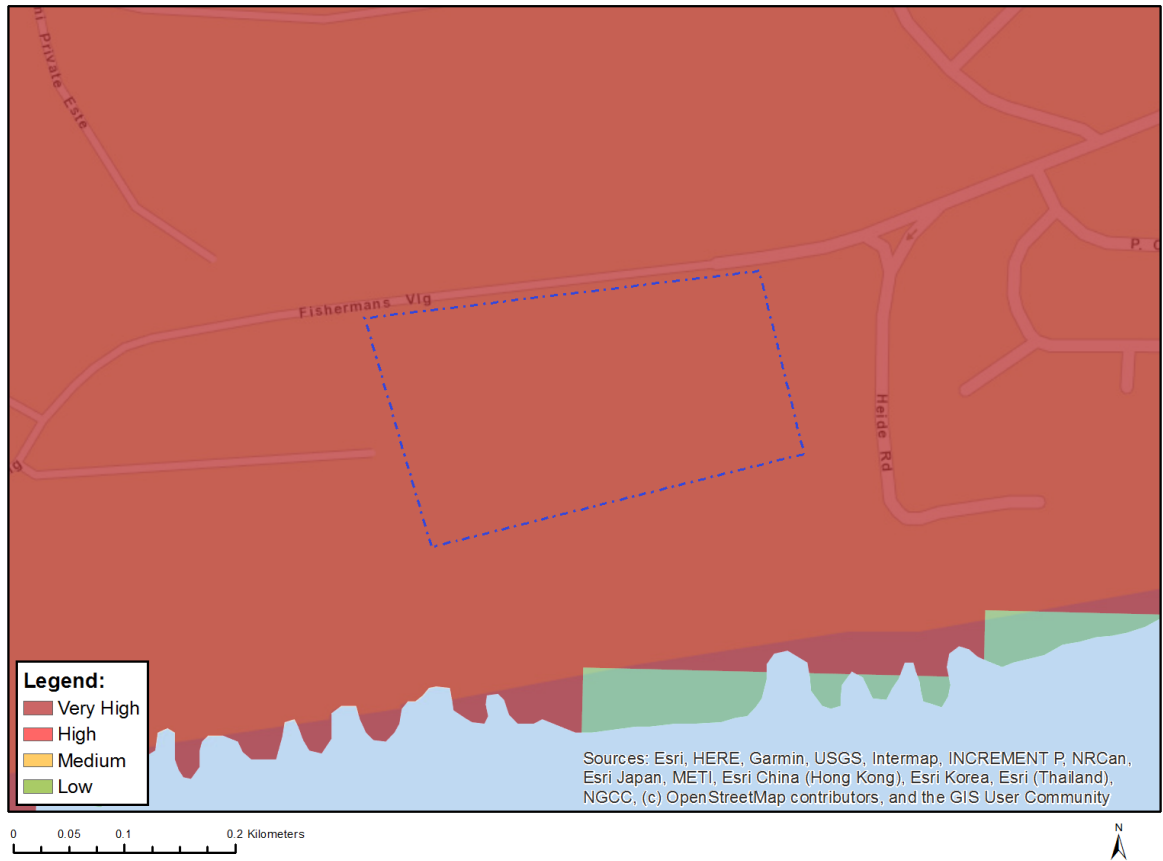 ni Private Este
P. C
Fishermans Vlg
Heide Rd
lg
Legend:
Very High
High
Medium
Low
Sources: Esri, HERE, Garmin, USGS, Intermap, INCREMENT P, NRCan,
Esri Japan, METI, Esri China (Hong Kong), Esri Korea, Esri (Thailand),
NGCC, (c) OpenStreetMap contributors, and the GIS User Community
0 0.05 0.1 0.2 Kilometers
N